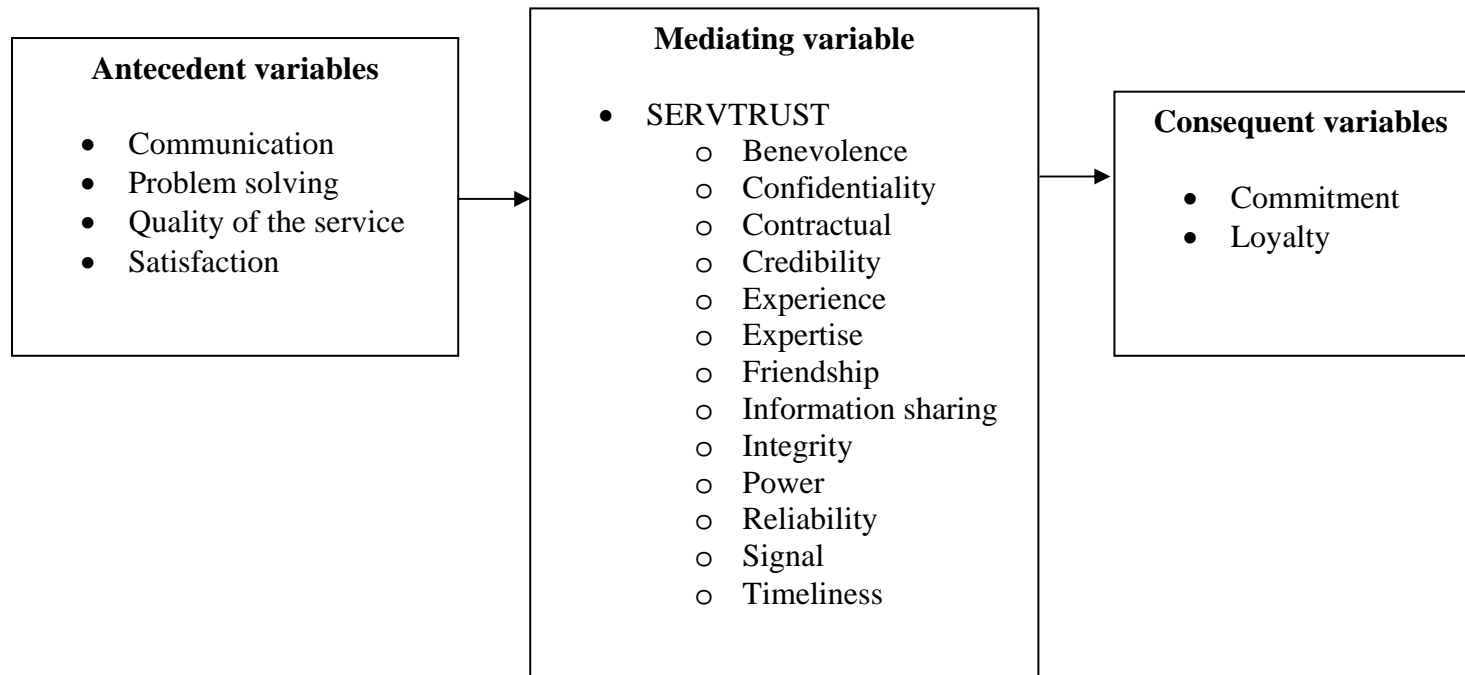 Antecedent variables
• Communication
• Problem solving
• Quality of the service
• Satisfaction
Mediating variable
• SERVTRUST
o Benevolence
o Confidentiality
o Contractual
o Credibility
o Experience
o Expertise
o Friendship
o Information sharing
o Integrity
o Power
o Reliability
o Signal
o Timeliness
Consequent variables
• Commitment
• Loyalty